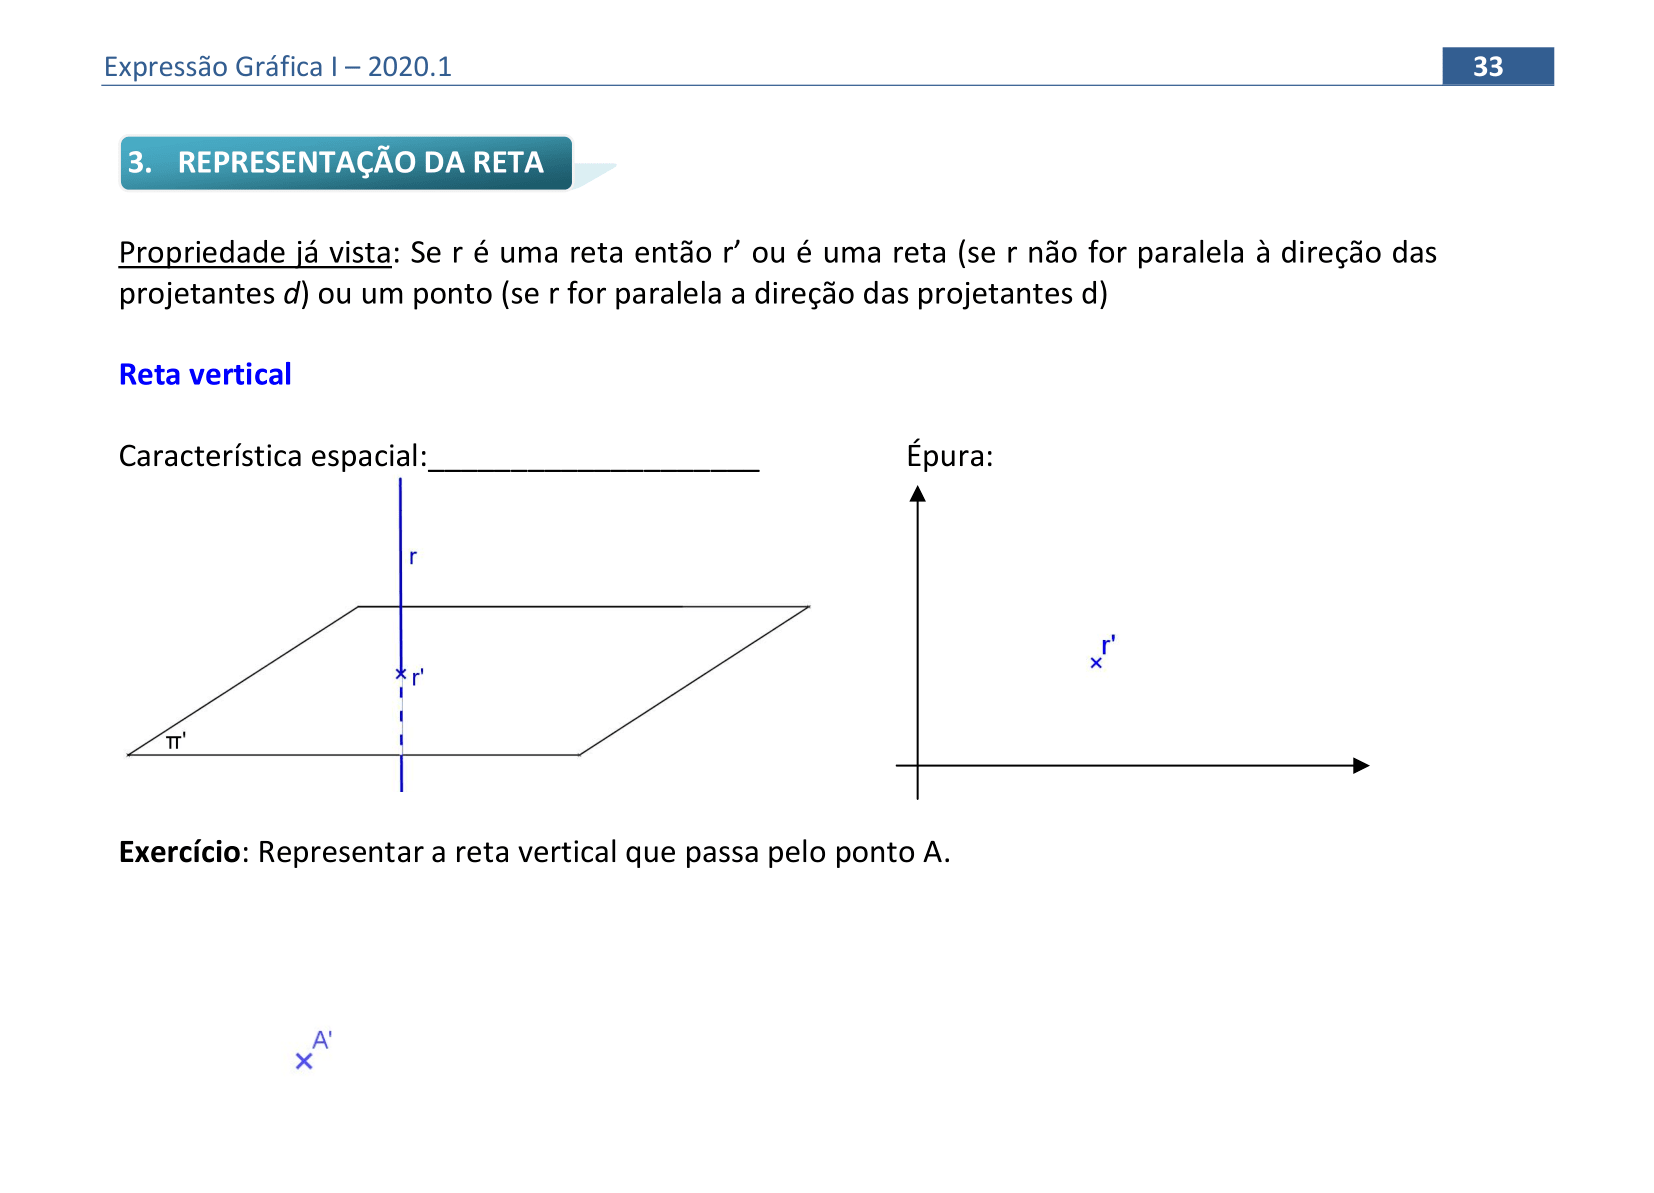 Expressão Gráfica I – 2020.1
33
3. REPRESENTAÇÃO DA RETA
Propriedade já vista: Se r é uma reta então r’ ou é uma reta (se r não for paralela à direção das
projetantes d) ou um ponto (se r for paralela a direção das projetantes d)
Reta vertical
Característica espacial:_____________________
Épura:
r
r'
π'
r'
Exercício: Representar a reta vertical que passa pelo ponto A.
A'